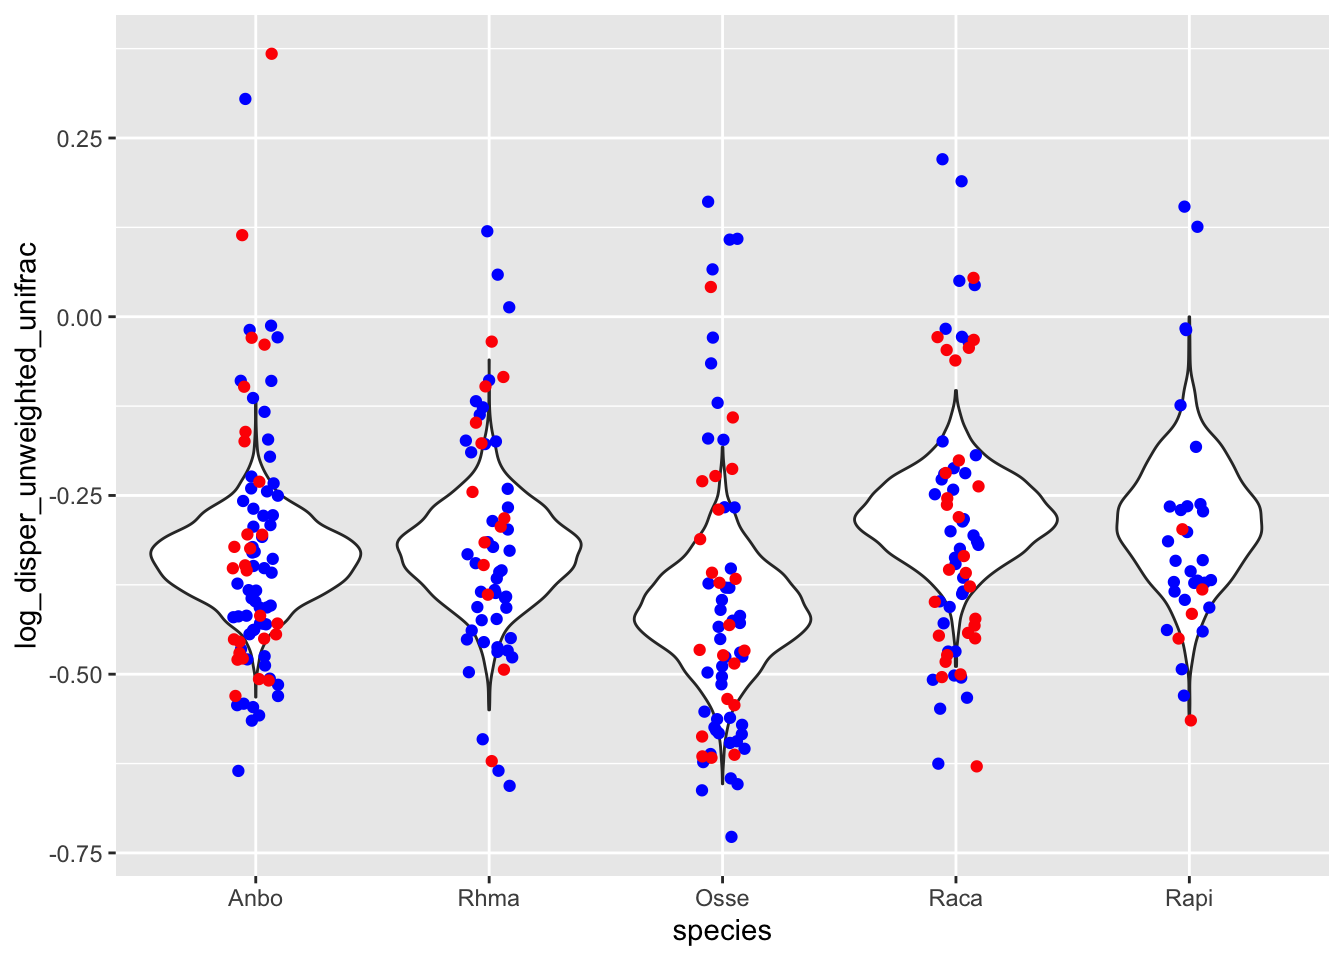 log_disper_unweighted_unifrac
0.25
0.00
-0.25
-0.50
-0.75
Anbo Rhma Osse Raca Rapi
species